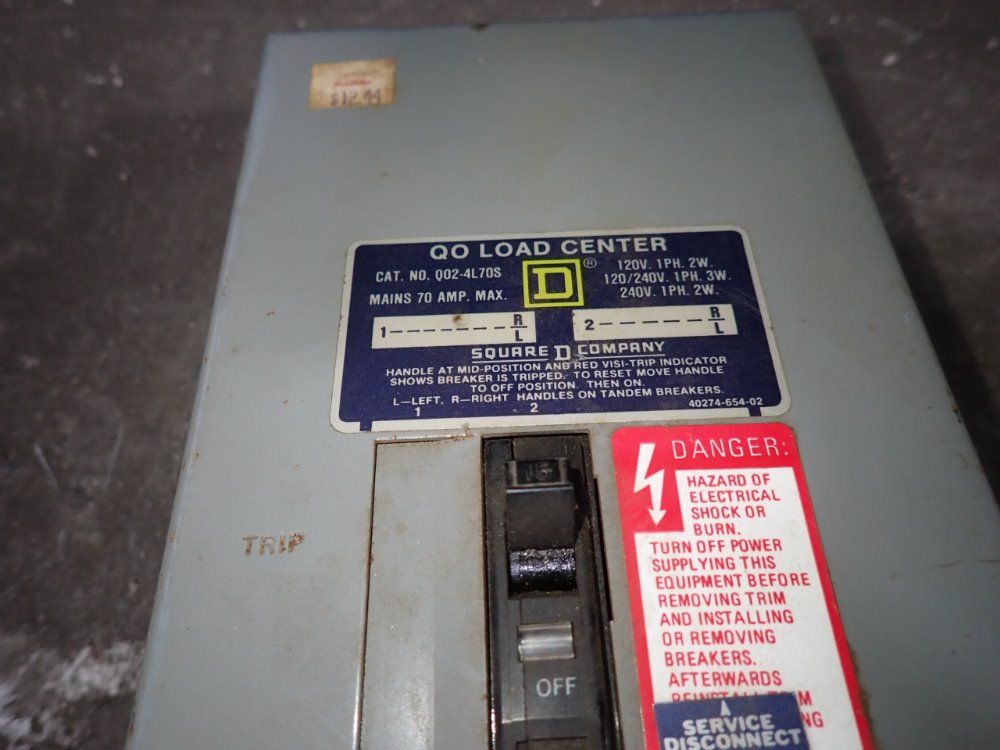 $12.44
QO LOAD CENTER
CAT. NO. QO2-4L70S
MAINS 70 AMP. MAX.
D ®
120V. 1PH. 2W.
120/240V. 1PH. 3W.
240V. 1PH. 2W.
1------- R/L
2------ R/L
SQUARE D COMPANY
HANDLE AT MID-POSITION AND RED VISI-TRIP INDICATOR
SHOWS BREAKER IS TRIPPED. TO RESET MOVE HANDLE
TO OFF POSITION. THEN ON.
L—LEFT, R—RIGHT HANDLES ON TANDEM BREAKERS.
40274-654-02
1 2
TRIP
OFF
DANGER:
HAZARD OF
ELECTRICAL
SHOCK OR
BURN.
TURN OFF POWER
SUPPLYING THIS
EQUIPMENT BEFORE
REMOVING TRIM
AND INSTALLING
OR REMOVING
BREAKERS.
AFTERWARDS
SERVICE
DISCONNECT